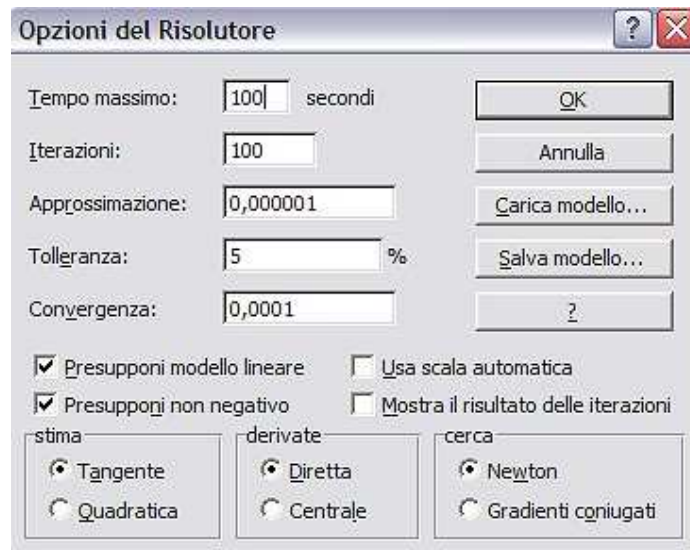 Opzioni del Risolutore
?
Tempo massimo: 100 secondi
OK
Iterazioni: 100
Annulla
Approssimazione: 0,000001
Carica modello...
Tolleranza: 5 %
Salva modello...
Convergenza: 0,0001
?
Presupponi modello lineare
Usa scala automatica
Presupponi non negativo
Mostra il risultato delle iterazioni
stima
derivate
cerca
Tangente
Diretta
Newton
Quadratica
Centrale
Gradienti coniugati